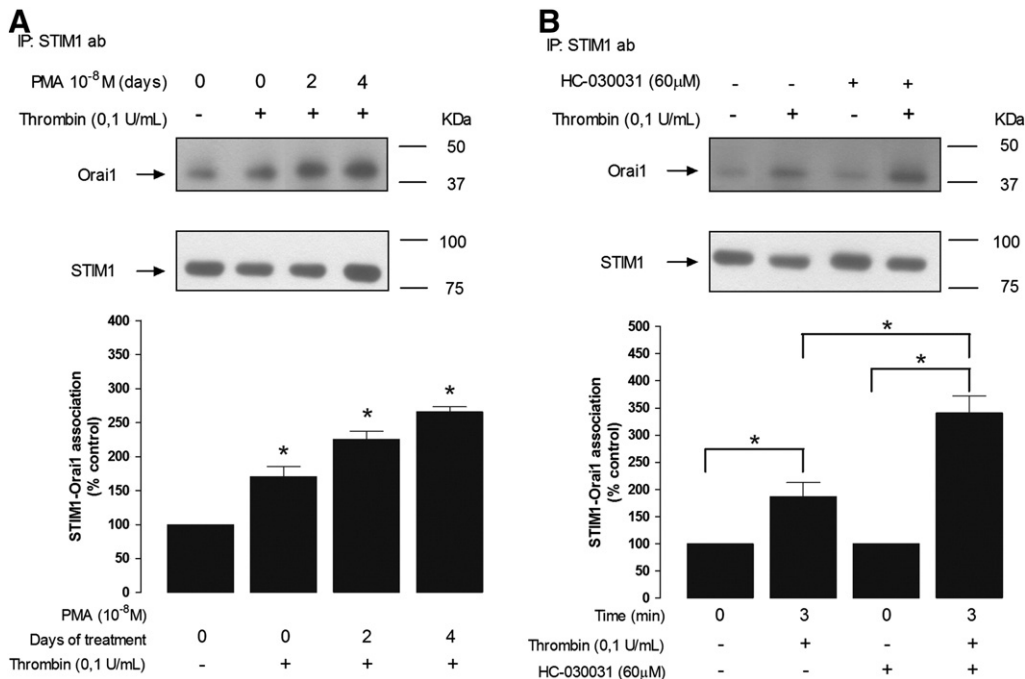 A
IP: STIM1 ab
PMA 10⁻⁸M (days) 0 0 2 4
Thrombin (0,1 U/mL) - + + + KDa
50
Orai1
37
100
STIM1
75
STIM1-Orai1 association
(% control)
400
350
300
250
200
150
100
50
0
* * *
PMA (10⁻⁸M)
Days of treatment 0 0 2 4
Thrombin (0,1 U/mL) - + + +
B
IP: STIM1 ab
HC-030031 (60µM) - - + +
Thrombin (0,1 U/mL) - + - + KDa
50
Orai1
37
100
STIM1
75
STIM1-Orai1 association
(% control)
500
450
400
350
300
250
200
150
100
50
0
*
*
*
Time (min) 0 3 0 3
Thrombin (0,1 U/mL) - + - +
HC-030031 (60µM) - - + +